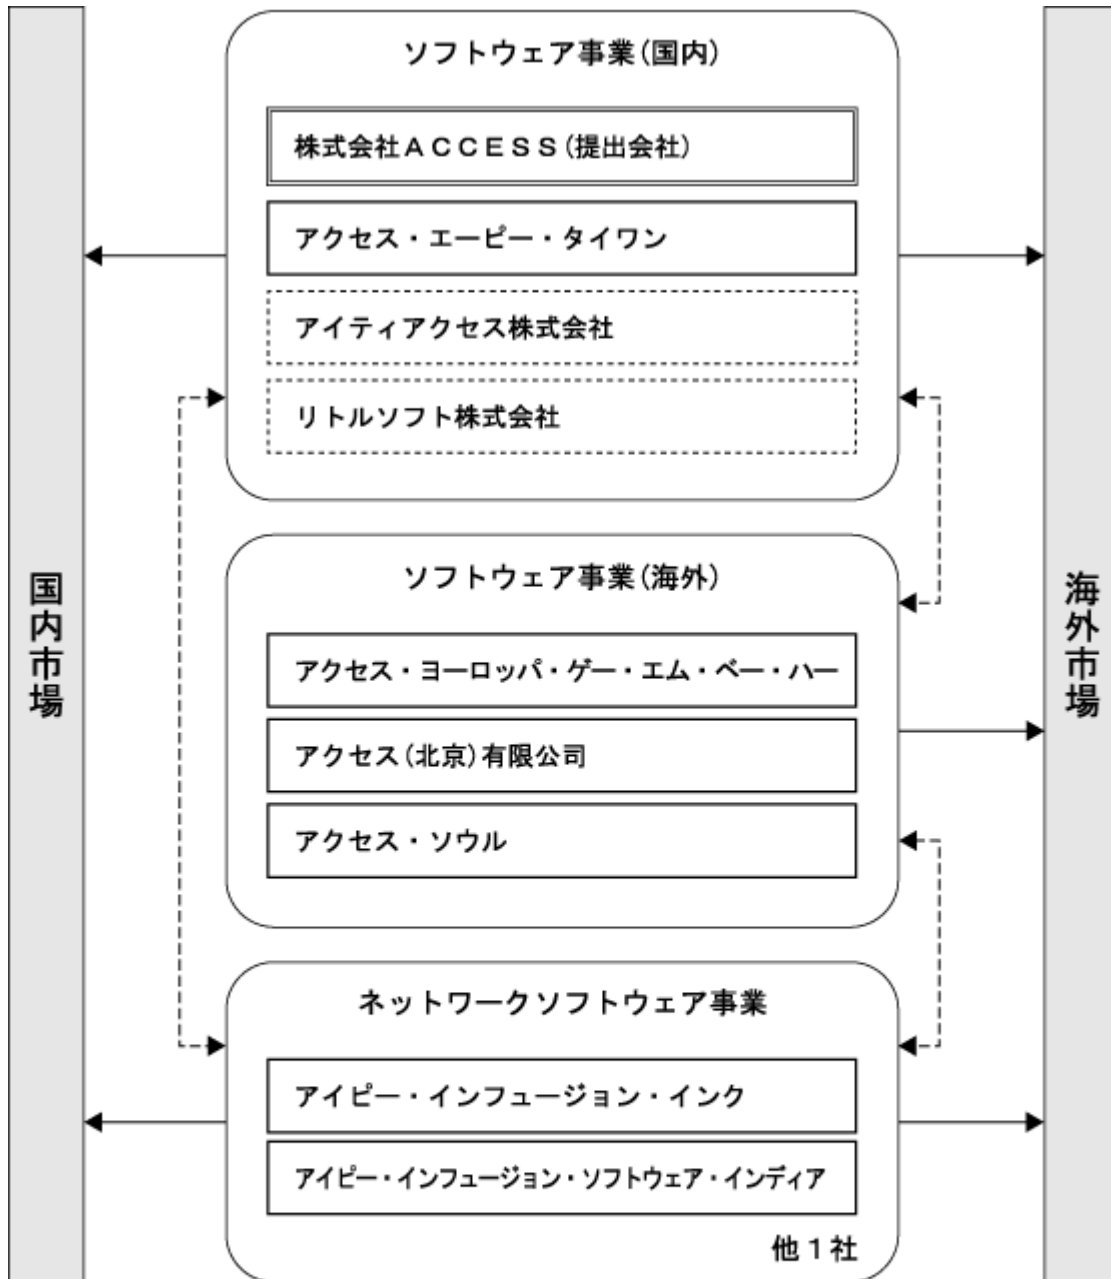 ソフトウェア事業(国内)
株式会社ACCESS(提出会社)
アクセス・エーピー・タイワン
アイティアクセス株式会社
リトルソフト株式会社
国内市場
海外市場
ソフトウェア事業(海外)
アクセス・ヨーロッパ・ゲー・エム・ベー・ハー
アクセス(北京)有限公司
アクセス・ソウル
ネットワークソフトウェア事業
アイピー・インフュージョン・インク
アイピー・インフュージョン・ソフトウェア・インディア
他1社